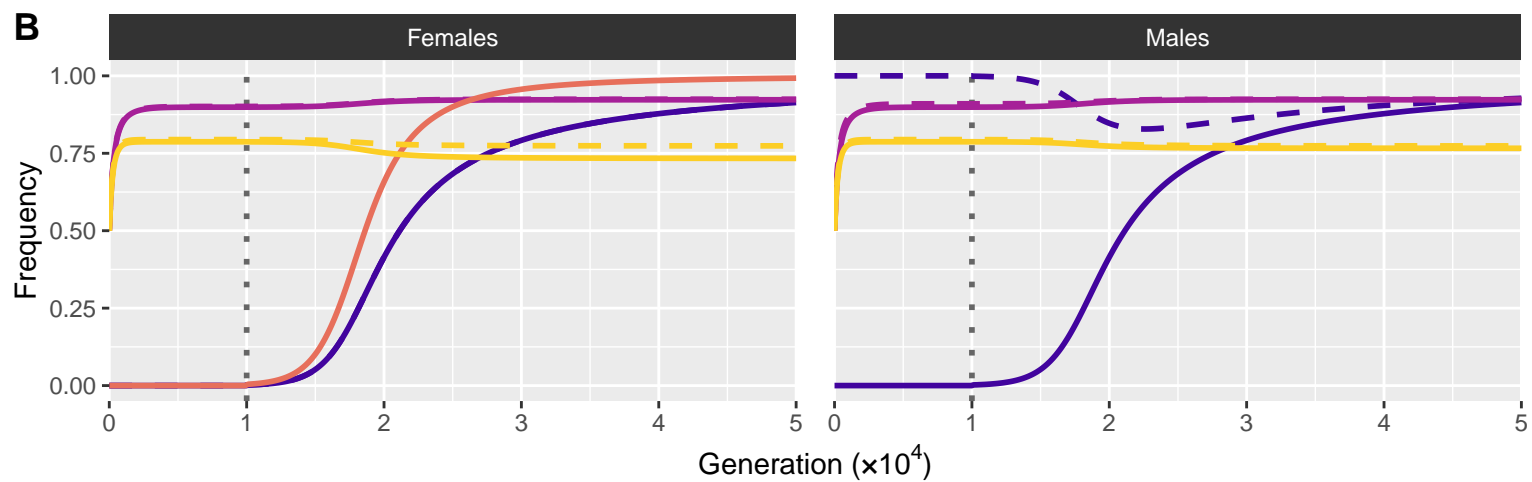 B
Females
Males
Frequency
1.00
0.75
0.50
0.25
0.00
0 1 2 3 4 5
0 1 2 3 4 5
Generation (×10⁴)